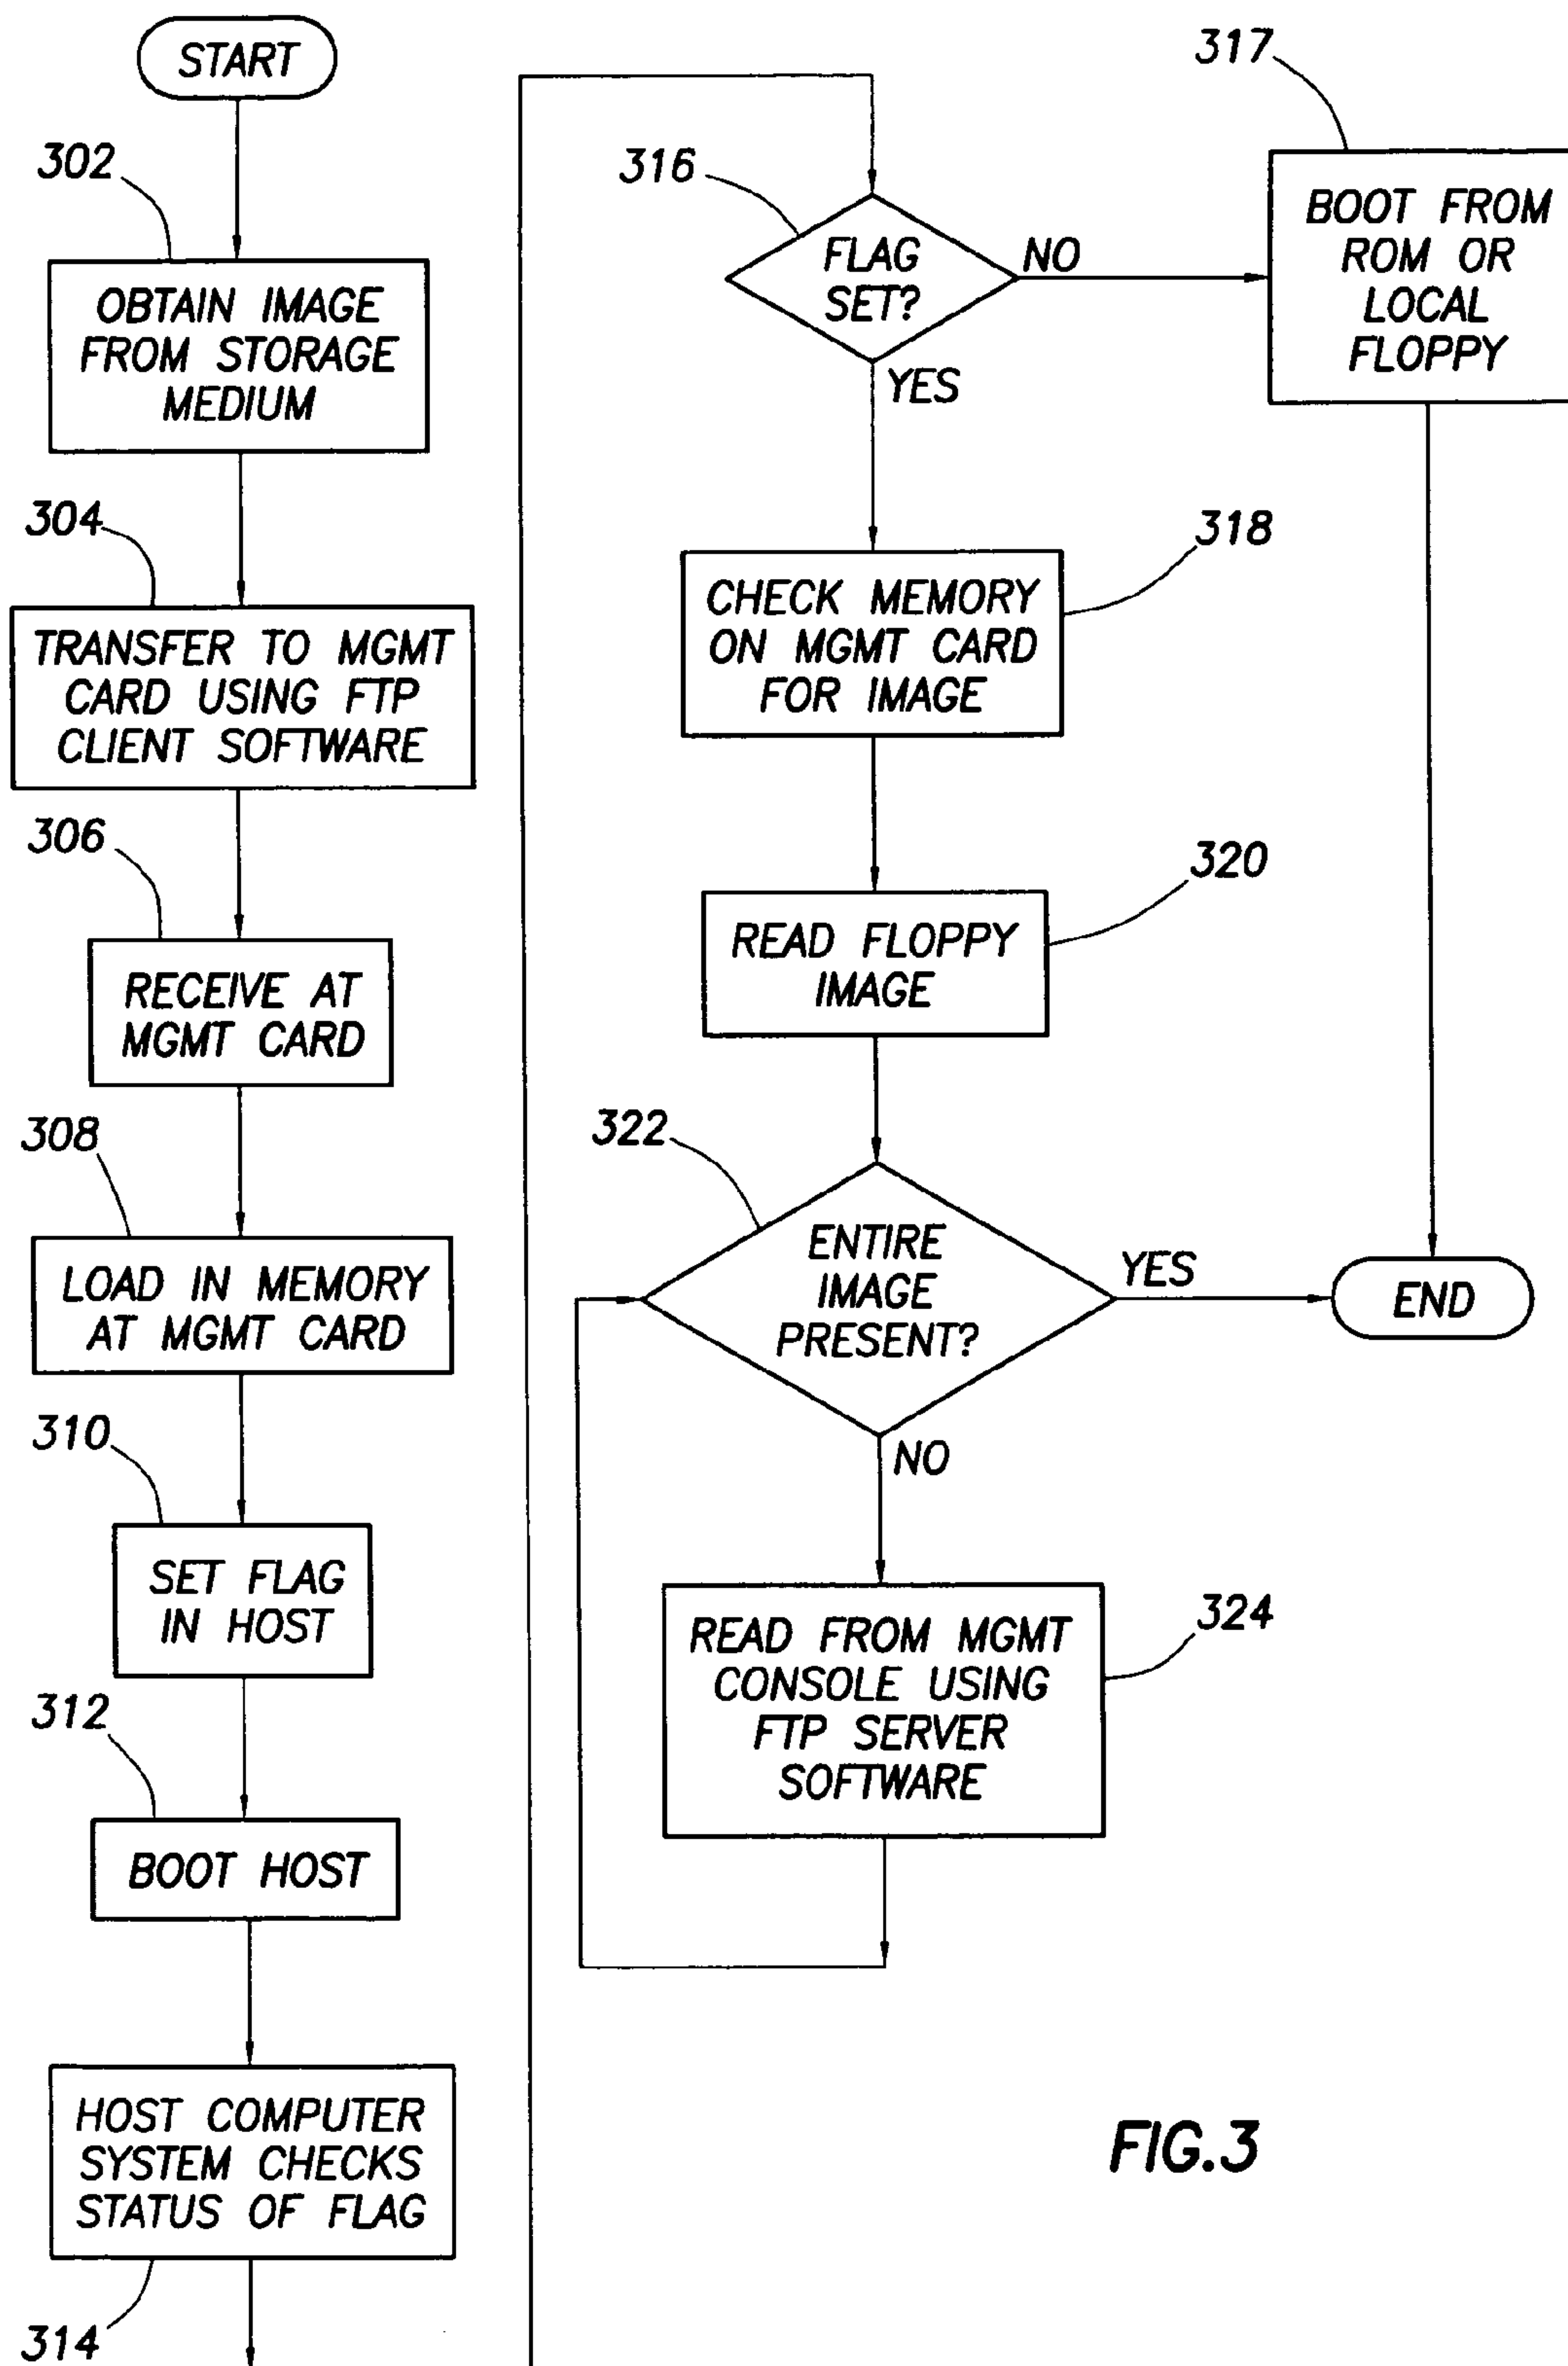 START
302
OBTAIN IMAGE
FROM STORAGE
MEDIUM
304
TRANSFER TO MGMT
CARD USING FTP
CLIENT SOFTWARE
306
RECEIVE AT
MGMT CARD
308
LOAD IN MEMORY
AT MGMT CARD
310
SET FLAG
IN HOST
312
BOOT HOST
HOST COMPUTER
SYSTEM CHECKS
STATUS OF FLAG
314
316
FLAG
SET?
NO
YES
317
BOOT FROM
ROM OR
LOCAL
FLOPPY
318
CHECK MEMORY
ON MGMT CARD
FOR IMAGE
320
READ FLOPPY
IMAGE
322
ENTIRE
IMAGE
PRESENT?
YES
END
NO
324
READ FROM MGMT
CONSOLE USING
FTP SERVER
SOFTWARE
FIG.3